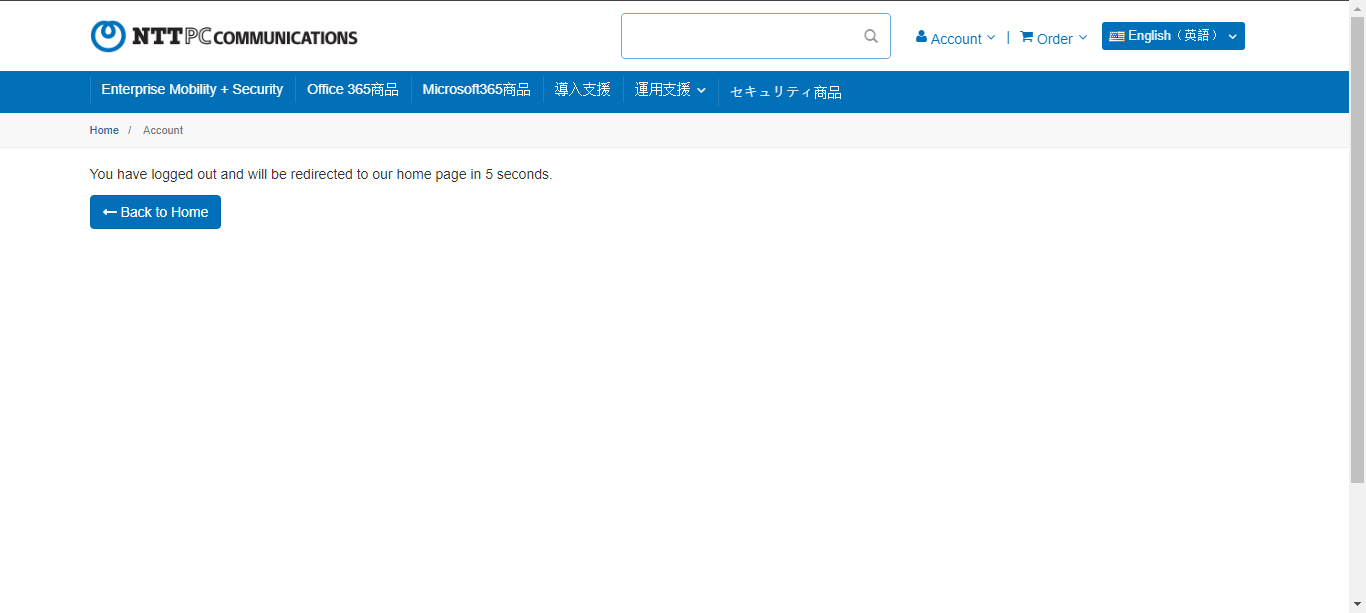 NTTPC COMMUNICATIONS
Account | Order English（英語）
Enterprise Mobility + Security Office 365商品 Microsoft365商品 導入支援 運用支援 セキュリティ商品
Home / Account
You have logged out and will be redirected to our home page in 5 seconds.
Back to Home